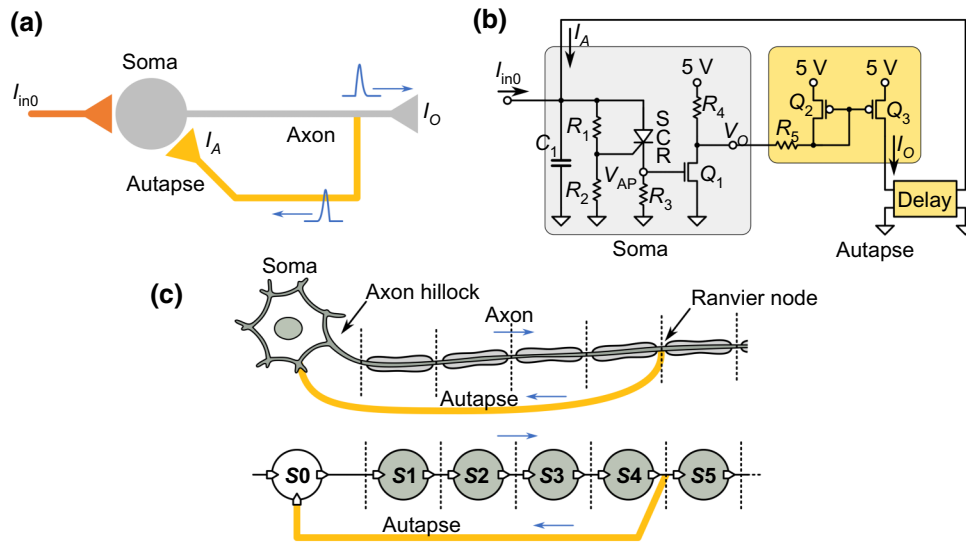 (a)
Soma
I_in0
I_A
Axon
I_O
Autapse
(b)
I_in0
I_A
5 V
R_4
R_1
SCR
C_1
V_O
V_AP
R_2
R_3
Q_1
Soma
5 V
5 V
Q_2
Q_3
R_5
I_O
Delay
Autapse
(c)
Soma
Axon hillock
Axon
Ranvier node
Autapse
S0 S1 S2 S3 S4 S5
Autapse